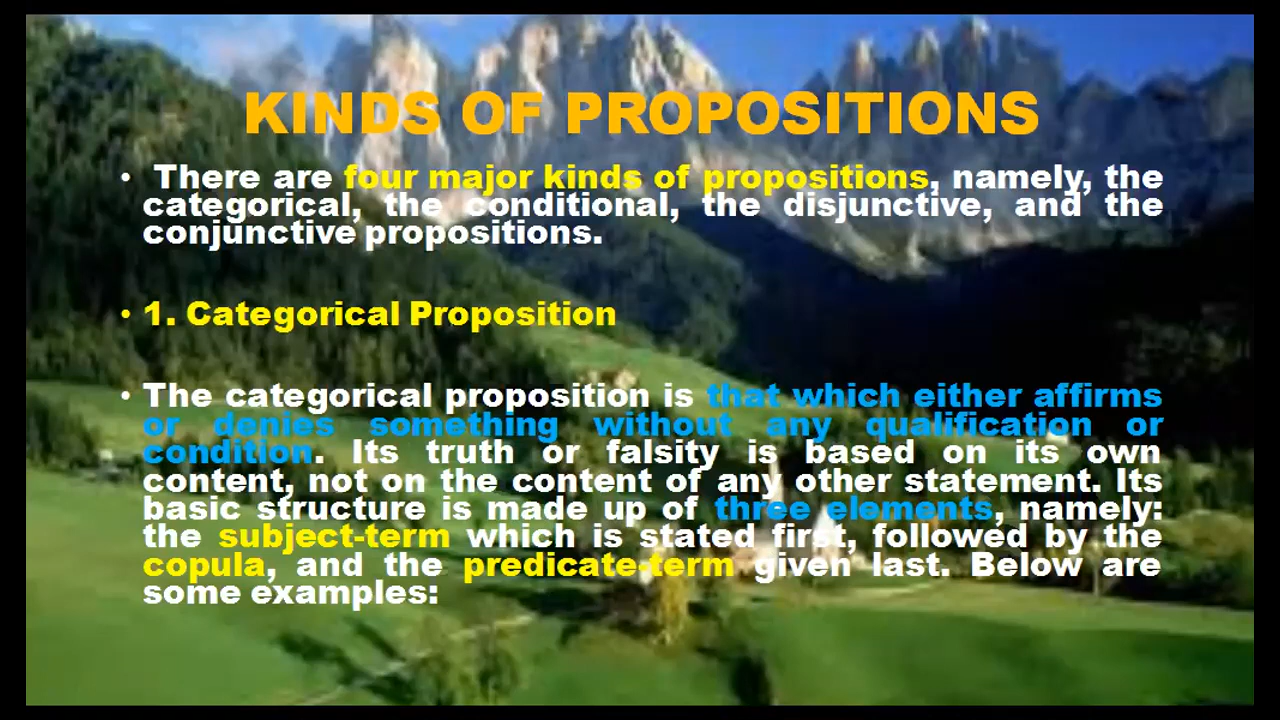 KINDS OF PROPOSITIONS
• There are four major kinds of propositions, namely, the
categorical, the conditional, the disjunctive, and the
conjunctive propositions.
• 1. Categorical Proposition
• The categorical proposition is that which either affirms
or denies something without any qualification or
condition. Its truth or falsity is based on its own
content, not on the content of any other statement. Its
basic structure is made up of three elements, namely:
the subject-term which is stated first, followed by the
copula, and the predicate-term given last. Below are
some examples: